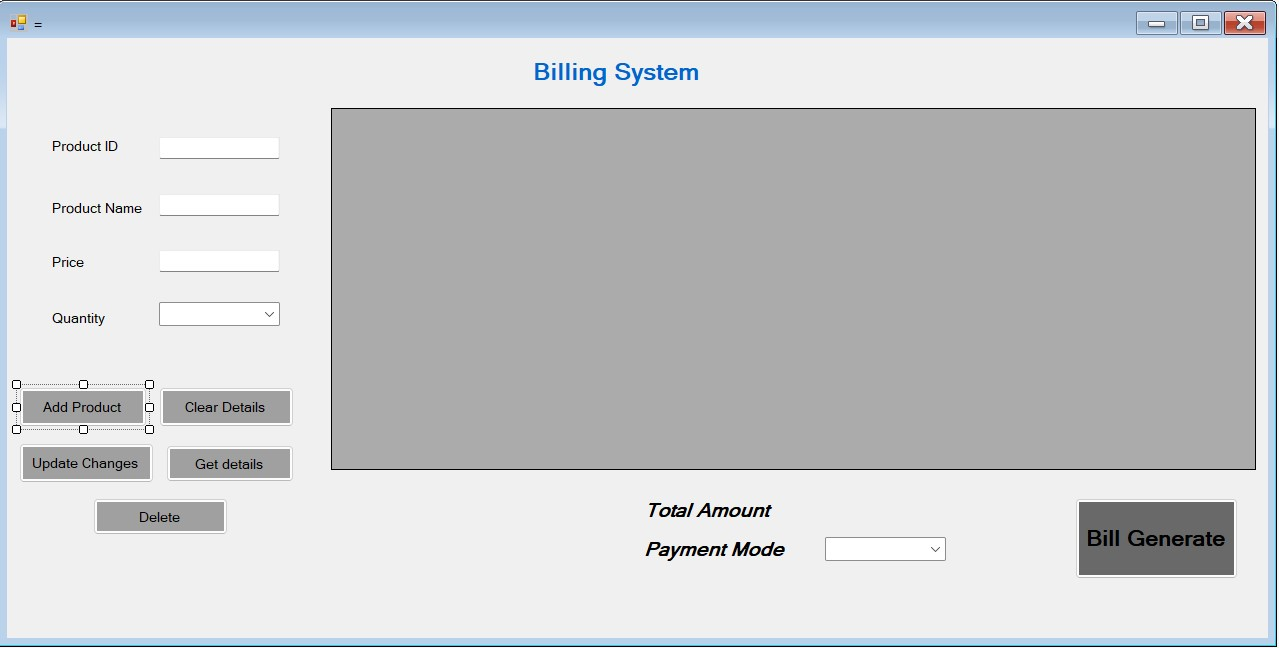 =
Billing System
Product ID
Product Name
Price
Quantity
Add Product
Clear Details
Update Changes
Get details
Delete
Total Amount
Payment Mode
Bill Generate